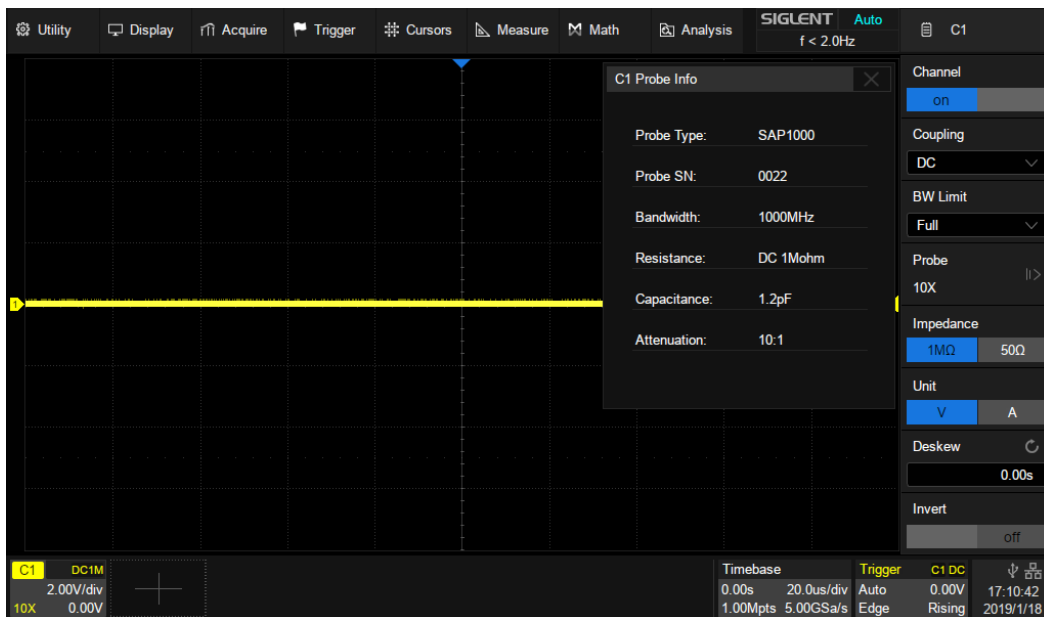 Utility Display Acquire Trigger Cursors Measure Math Analysis SIGLENT Auto C1
f < 2.0Hz
C1 Probe Info
Probe Type: SAP1000
Probe SN: 0022
Bandwidth: 1000MHz
Resistance: DC 1Mohm
Capacitance: 1.2pF
Attenuation: 10:1
Channel
on
Coupling
DC
BW Limit
Full
Probe
10X
Impedance
1MΩ 50Ω
Unit
V A
Deskew
0.00s
Invert
off
1
C1 DC1M
2.00V/div
10X 0.00V
Timebase
0.00s 20.0us/div
1.00Mpts 5.00GSa/s
Trigger C1 DC
Auto 0.00V
Edge Rising
17:10:42
2019/1/18